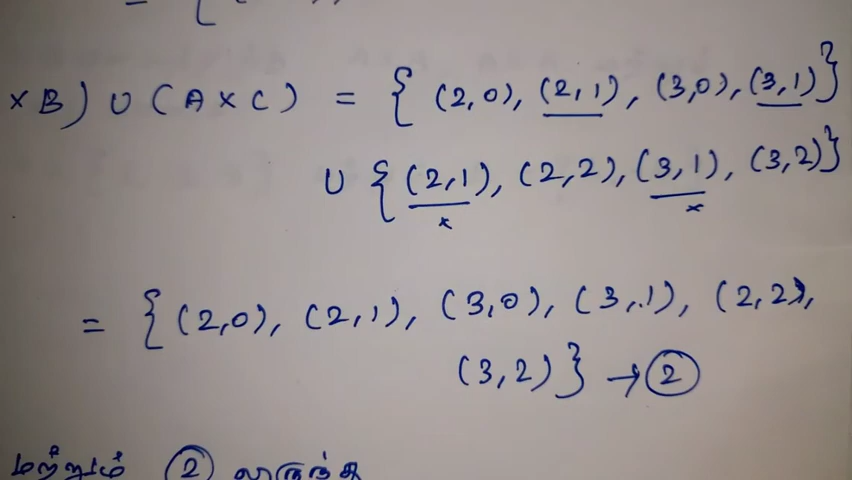 × B) ∪ (A × C) = { (2,0), (2,1), (3,0), (3,1) }
∪ { (2,1), (2,2), (3,1), (3,2) }
= { (2,0), (2,1), (3,0), (3,1), (2,2),
(3,2) } → ②
மற்றும் ②